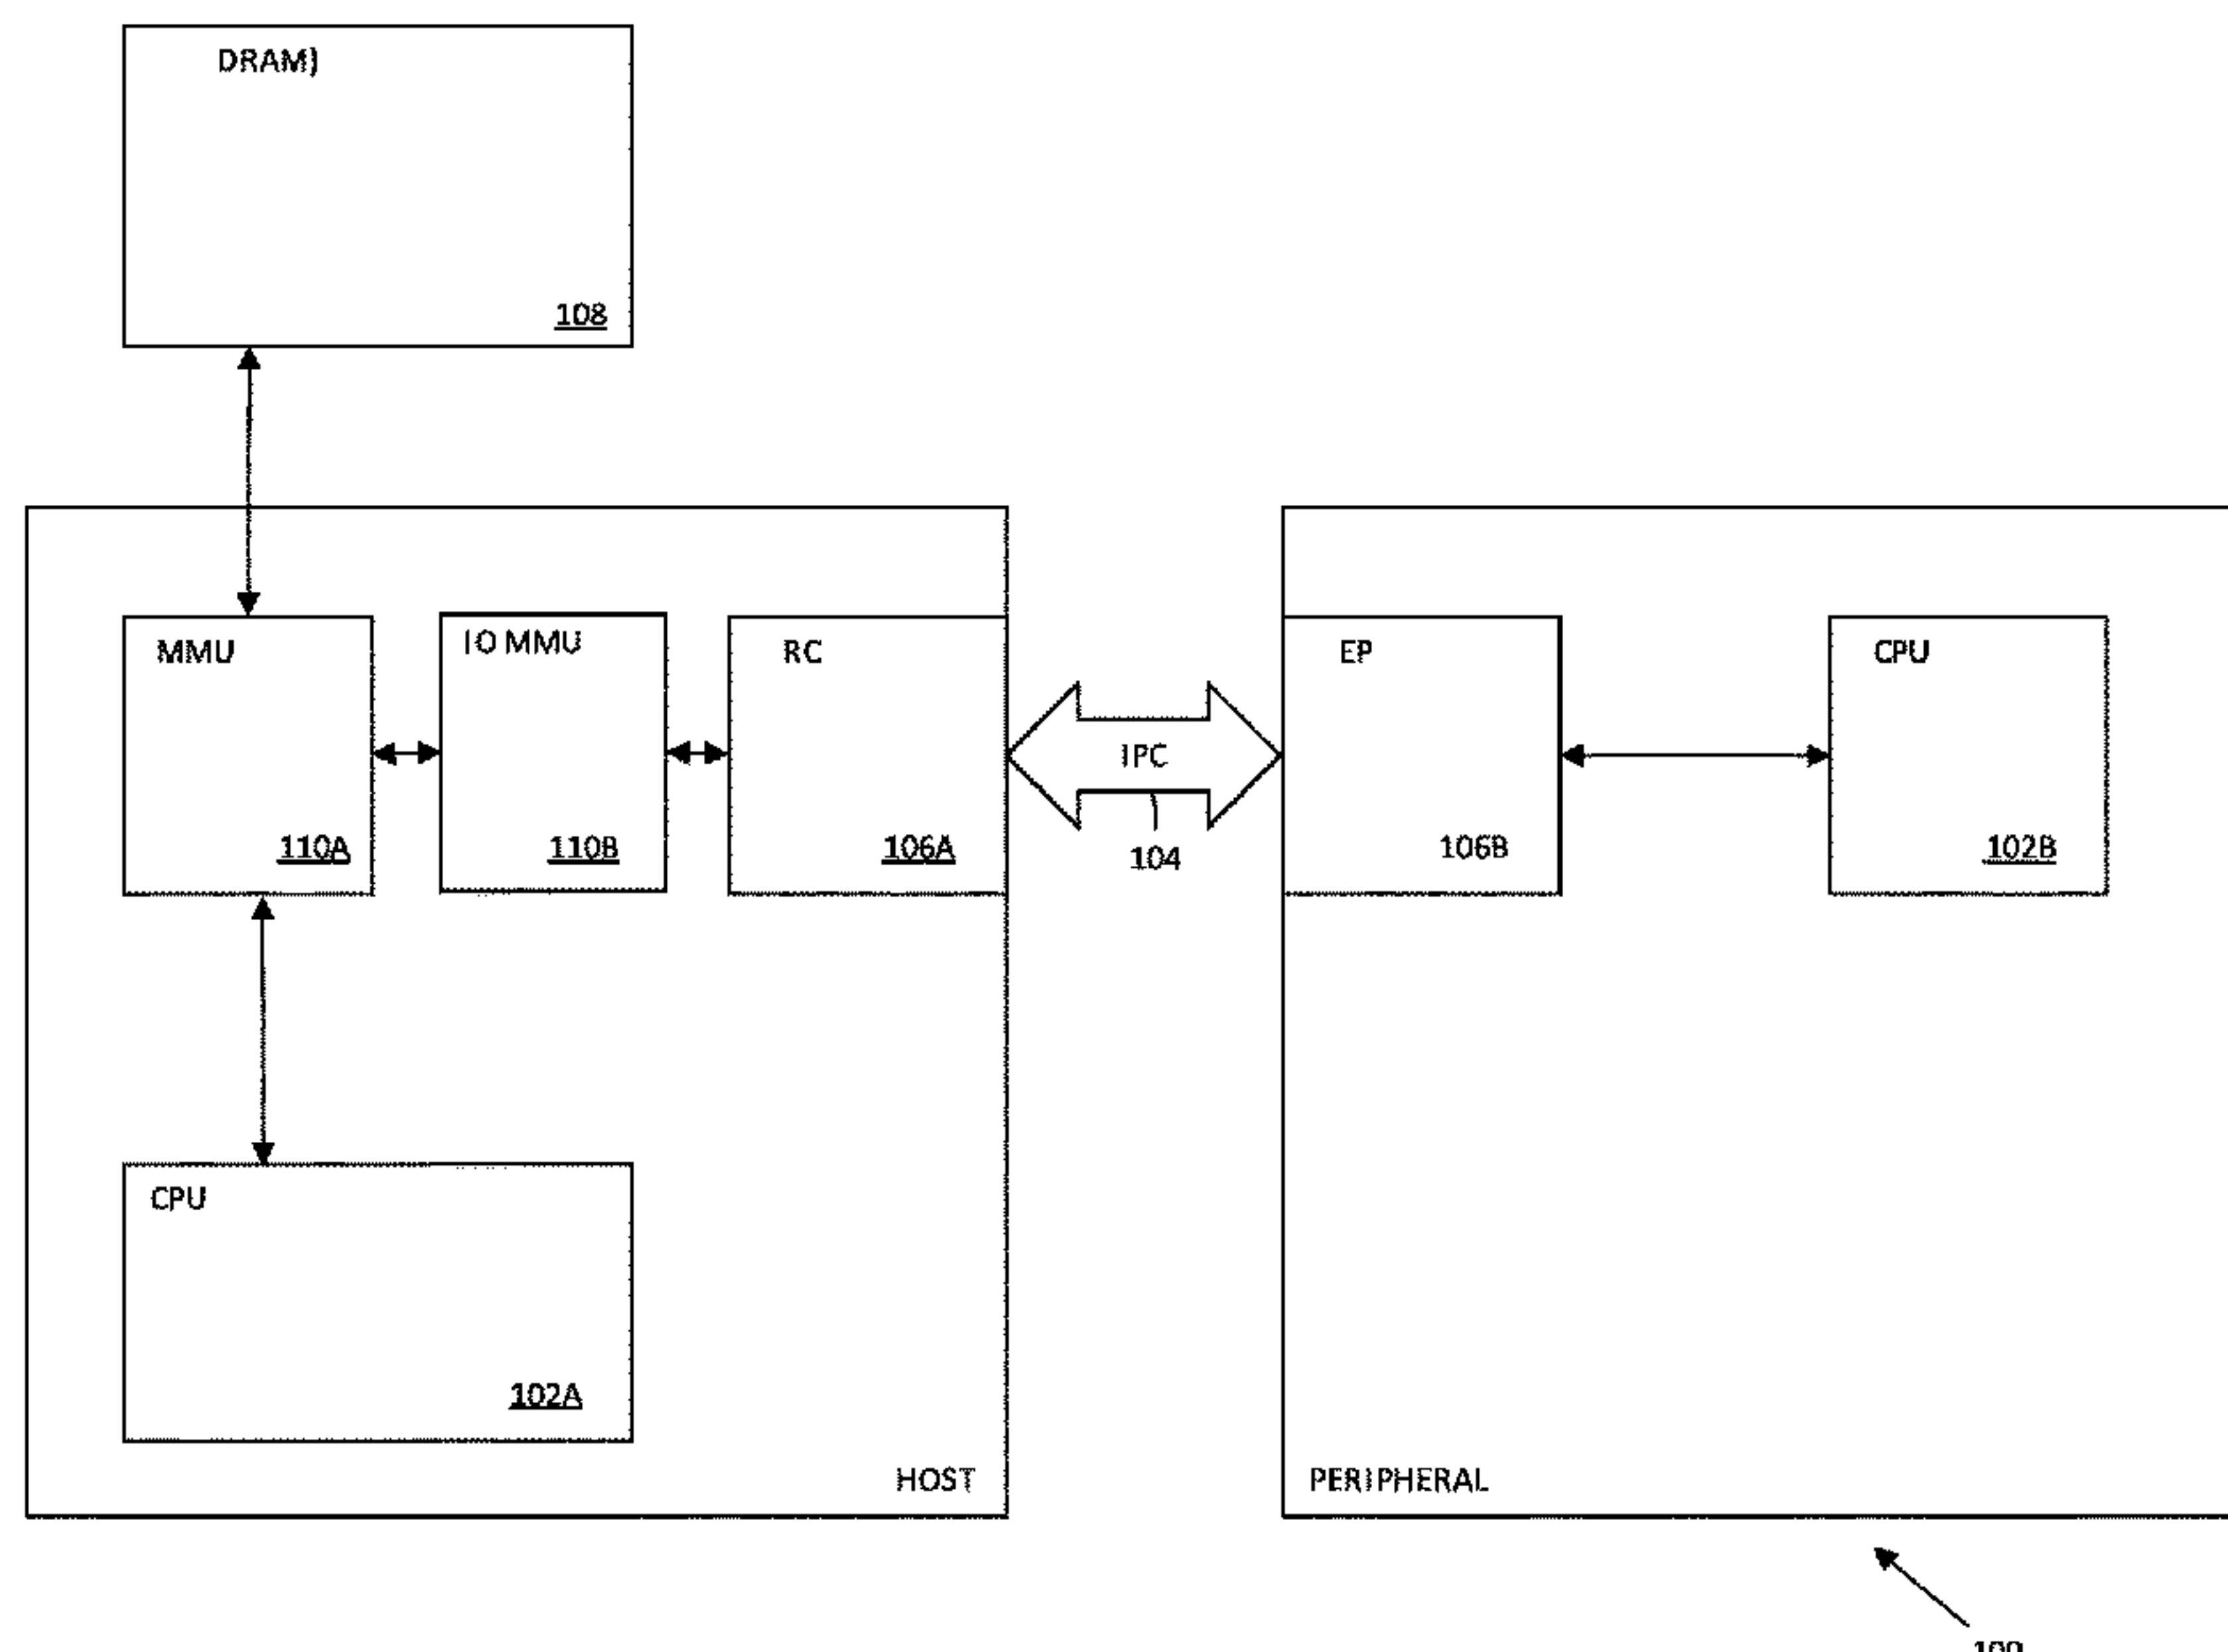 DRAM)
108
MMU
IO MMU
RC
EP
CPU
IPC
110A
110B
106A
104
106B
102B
CPU
102A
HOST
PERIPHERAL